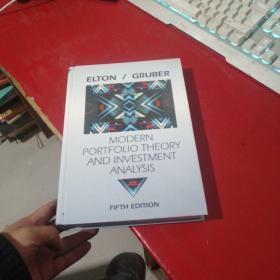 ELTON / GRUBER
MODERN
PORTFOLIO THEORY
AND INVESTMENT
ANALYSIS
FIFTH EDITION